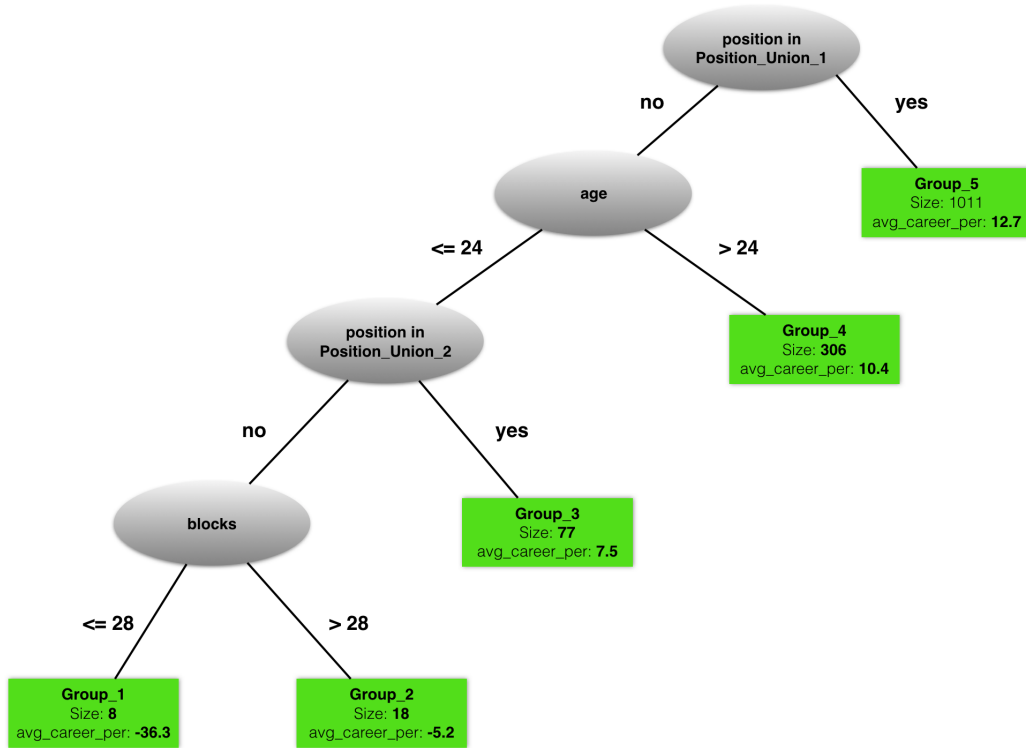 position in
Position_Union_1
no
yes
age
Group_5
Size: 1011
avg_career_per: 12.7
<= 24
> 24
position in
Position_Union_2
Group_4
Size: 306
avg_career_per: 10.4
no
yes
blocks
Group_3
Size: 77
avg_career_per: 7.5
<= 28
> 28
Group_1
Size: 8
avg_career_per: -36.3
Group_2
Size: 18
avg_career_per: -5.2